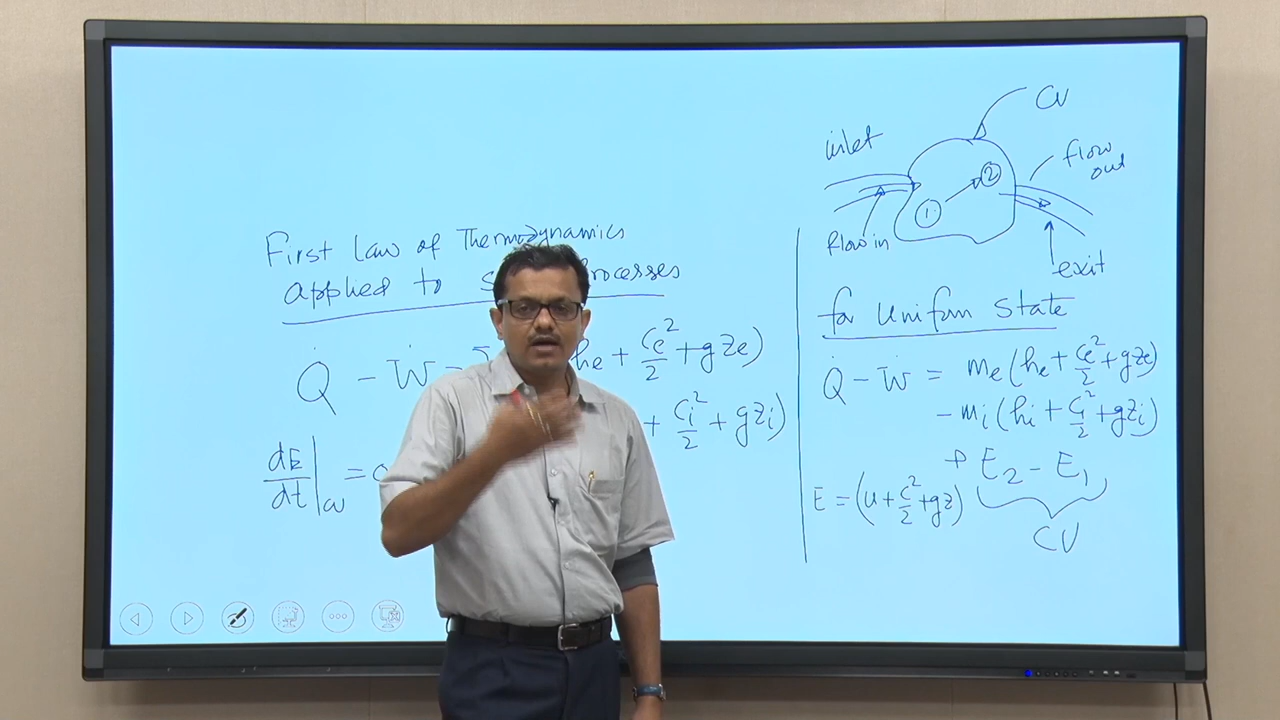 First Law of Thermodynamics
applied to S rocesses
Q̇ - Ẇ = he + Ce²/2 + gZe)
+ Ci²/2 + gZi)
dE/dt|cv = 0
CV
inlet
flow out
① ②
flow in
exit
for Uniform State
Q̇ - Ẇ = me(he + Ce²/2 + gZe)
- mi(hi + Ci²/2 + gZi)
+ E₂ - E₁
E = (u + C²/2 + gz)
CV